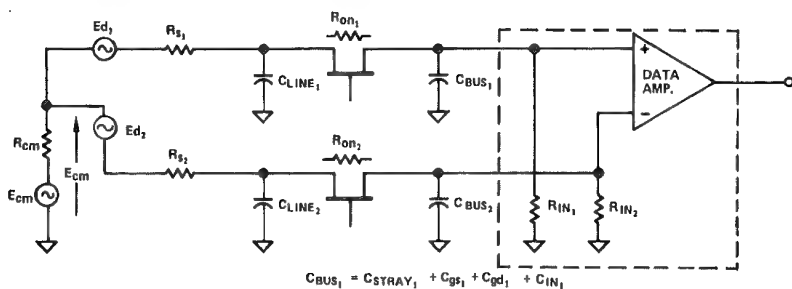 Ed₁
Rs₁
Ron₁
CLINE₁
CBUS₁
+
DATA
AMP.
−
Rcm
Ecm
Ecm
Ed₂
Rs₂
Ron₂
CLINE₂
CBUS₂
RIN₁
RIN₂
CBUS₁ = CSTRAY₁ + Cgs₁ + Cgd₁ + CIN₁